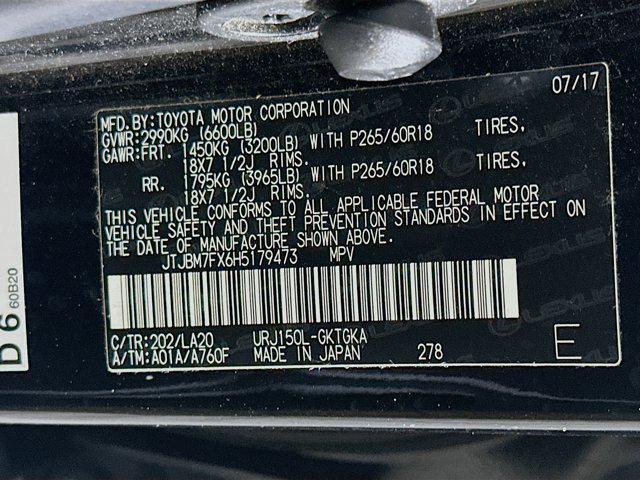 07/17
MFD.BY:TOYOTA MOTOR CORPORATION
GVWR:2990KG (6600LB)
GAWR:FRT. 1450KG (3200LB) WITH P265/60R18 TIRES.
18X7 1/2J RIMS.
RR. 1795KG (3965LB) WITH P265/60R18 TIRES.
18X7 1/2J RIMS.
THIS VEHICLE CONFORMS TO ALL APPLICABLE FEDERAL MOTOR
VEHICLE SAFETY AND THEFT PREVENTION STANDARDS IN EFFECT ON
THE DATE OF MANUFACTURE SHOWN ABOVE.
JTJBM7FX6H5179473 MPV
C/TR:202/LA20 URJ150L-GKTGKA
A/TM:A01A/A760F MADE IN JAPAN 278 E
D 6
60B20
LEXUS